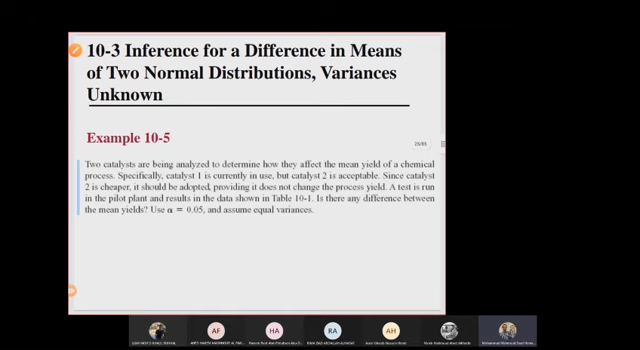 10-3 Inference for a Difference in Means
of Two Normal Distributions, Variances
Unknown
Example 10-5
Two catalysts are being analyzed to determine how they affect the mean yield of a chemical
process. Specifically, catalyst 1 is currently in use, but catalyst 2 is acceptable. Since catalyst
2 is cheaper, it should be adopted, providing it does not change the process yield. A test is run
in the pilot plant and results in the data shown in Table 10-1. Is there any difference between
the mean yields? Use α = 0.05, and assume equal variances.
AF
HA
RA
AH